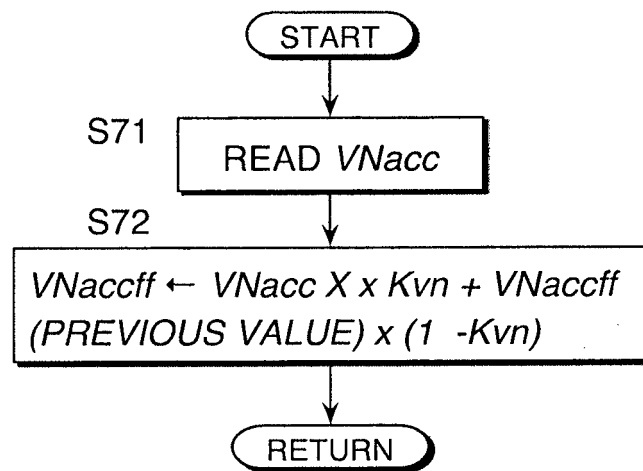 START
S71
READ VNacc
S72
VNaccff ← VNacc X x Kvn + VNaccff
(PREVIOUS VALUE) x (1 -Kvn)
RETURN